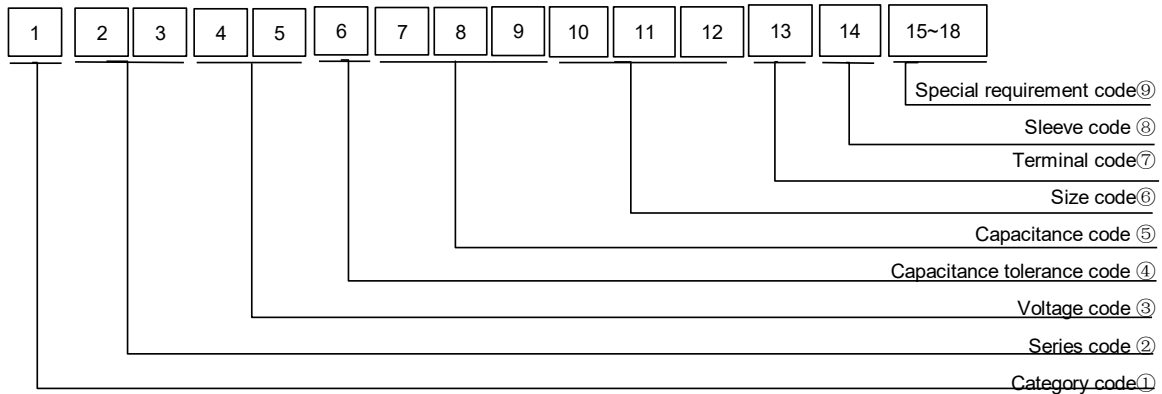 1 2 3 4 5 6 7 8 9 10 11 12 13 14 15~18
Special requirement code⑨
Sleeve code ⑧
Terminal code⑦
Size code⑥
Capacitance code ⑤
Capacitance tolerance code ④
Voltage code ③
Series code ②
Category code①